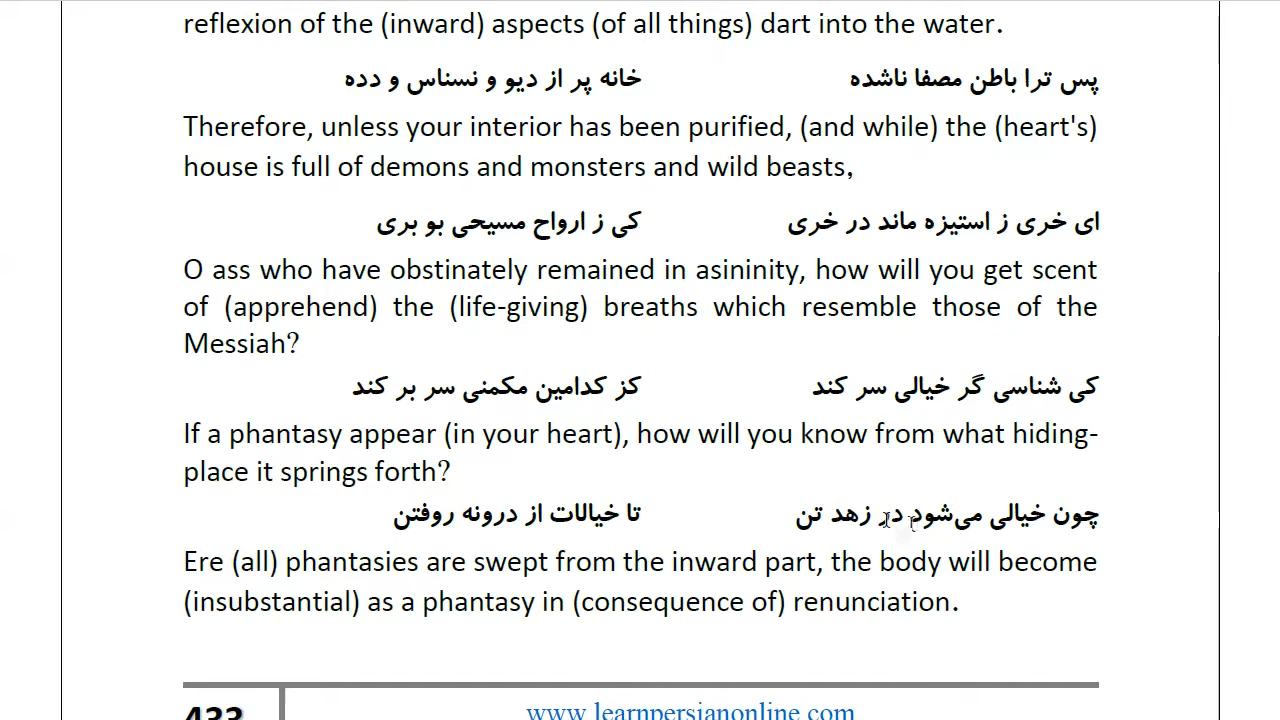 reflexion of the (inward) aspects (of all things) dart into the water.
پس ترا باطن مصفا ناشده خانه پر از دیو و نسناس و دده
Therefore, unless your interior has been purified, (and while) the (heart's)
house is full of demons and monsters and wild beasts,
ای خری ز استیزه ماند در خری کی ز ارواح مسیحی بو بری
O ass who have obstinately remained in asininity, how will you get scent
of (apprehend) the (life-giving) breaths which resemble those of the
Messiah?
کی شناسی گر خیالی سر کند کز کدامین مکمنی سر بر کند
If a phantasy appear (in your heart), how will you know from what hiding-
place it springs forth?
چون خیالی می‌شود در زهد تن تا خیالات از درونه روفتن
Ere (all) phantasies are swept from the inward part, the body will become
(insubstantial) as a phantasy in (consequence of) renunciation.
433 www.learnpersianonline.com